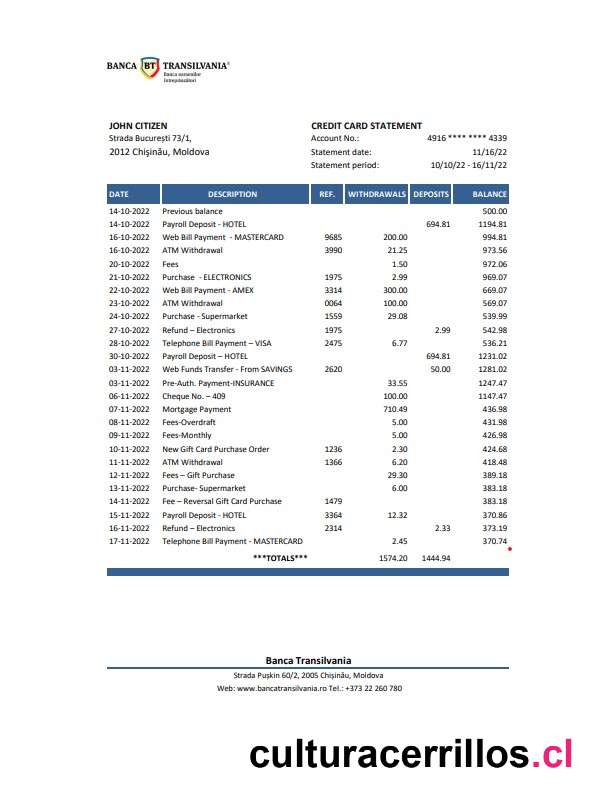 BANCA BT TRANSILVANIA®
Banca oamenilor
întreprinzători
JOHN CITIZEN
Strada București 73/1,
2012 Chișinău, Moldova
CREDIT CARD STATEMENT
Account No.: 4916 **** **** 4339
Statement date: 11/16/22
Statement period: 10/10/22 - 16/11/22
DATE DESCRIPTION REF. WITHDRAWALS DEPOSITS BALANCE
14-10-2022 Previous balance 500.00
14-10-2022 Payroll Deposit - HOTEL 694.81 1194.81
16-10-2022 Web Bill Payment - MASTERCARD 9685 200.00 994.81
16-10-2022 ATM Withdrawal 3990 21.25 973.56
20-10-2022 Fees 1.50 972.06
21-10-2022 Purchase - ELECTRONICS 1975 2.99 969.07
22-10-2022 Web Bill Payment - AMEX 3314 300.00 669.07
23-10-2022 ATM Withdrawal 0064 100.00 569.07
24-10-2022 Purchase - Supermarket 1559 29.08 539.99
27-10-2022 Refund – Electronics 1975 2.99 542.98
28-10-2022 Telephone Bill Payment – VISA 2475 6.77 536.21
30-10-2022 Payroll Deposit – HOTEL 694.81 1231.02
03-11-2022 Web Funds Transfer - From SAVINGS 2620 50.00 1281.02
03-11-2022 Pre-Auth. Payment-INSURANCE 33.55 1247.47
06-11-2022 Cheque No. – 409 100.00 1147.47
07-11-2022 Mortgage Payment 710.49 436.98
08-11-2022 Fees-Overdraft 5.00 431.98
09-11-2022 Fees-Monthly 5.00 426.98
10-11-2022 New Gift Card Purchase Order 1236 2.30 424.68
11-11-2022 ATM Withdrawal 1366 6.20 418.48
12-11-2022 Fees – Gift Purchase 29.30 389.18
13-11-2022 Purchase- Supermarket 6.00 383.18
14-11-2022 Fee – Reversal Gift Card Purchase 1479 383.18
15-11-2022 Payroll Deposit - HOTEL 3364 12.32 370.86
16-11-2022 Refund – Electronics 2314 2.33 373.19
17-11-2022 Telephone Bill Payment - MASTERCARD 2.45 370.74
***TOTALS*** 1574.20 1444.94
Banca Transilvania
Strada Pușkin 60/2, 2005 Chișinău, Moldova
Web: www.bancatransilvania.ro Tel.: +373 22 260 780
culturacerrillos.cl